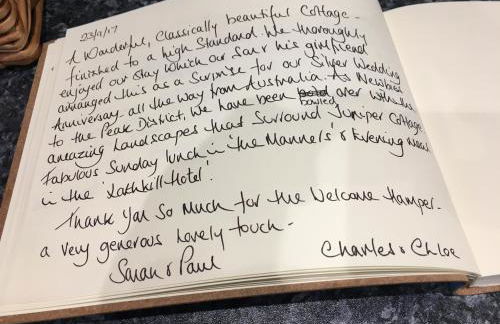 23/9/17
A Wonderful, Classically beautiful Cottage -
finished to a high Standard. We thoroughly
enjoyed our stay which our Son & his girlfriend
arranged this as a Surprise for our Silver Wedding
Anniversary all the way from Australia. As Newbies
to the Peak District, we have been bowled over with the
amazing Landscapes that Surround Juniper Cottage
Fabulous Sunday lunch in 'the Manners' & Evening meal
in the 'Lathkill Hotel'.
Thank You So Much for the Welcome Hamper -
a very generous lovely touch -
Sarah & Paul
Charles & Chloe